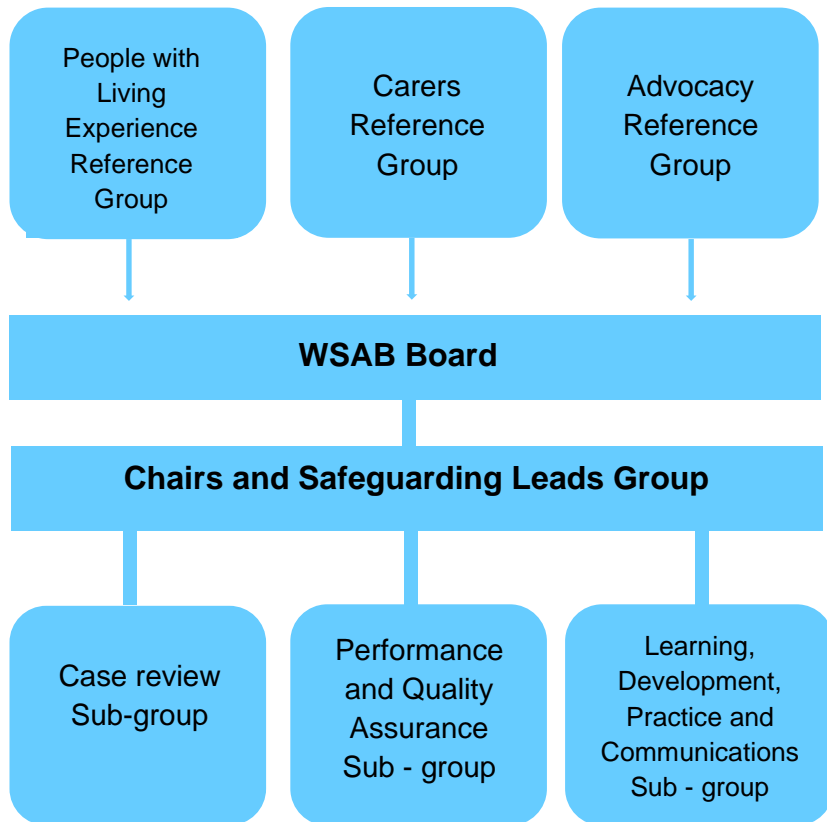 People with
Living
Experience
Reference
Group
Carers
Reference
Group
Advocacy
Reference
Group
WSAB Board
Chairs and Safeguarding Leads Group
Case review
Sub-group
Performance
and Quality
Assurance
Sub - group
Learning,
Development,
Practice and
Communications
Sub - group